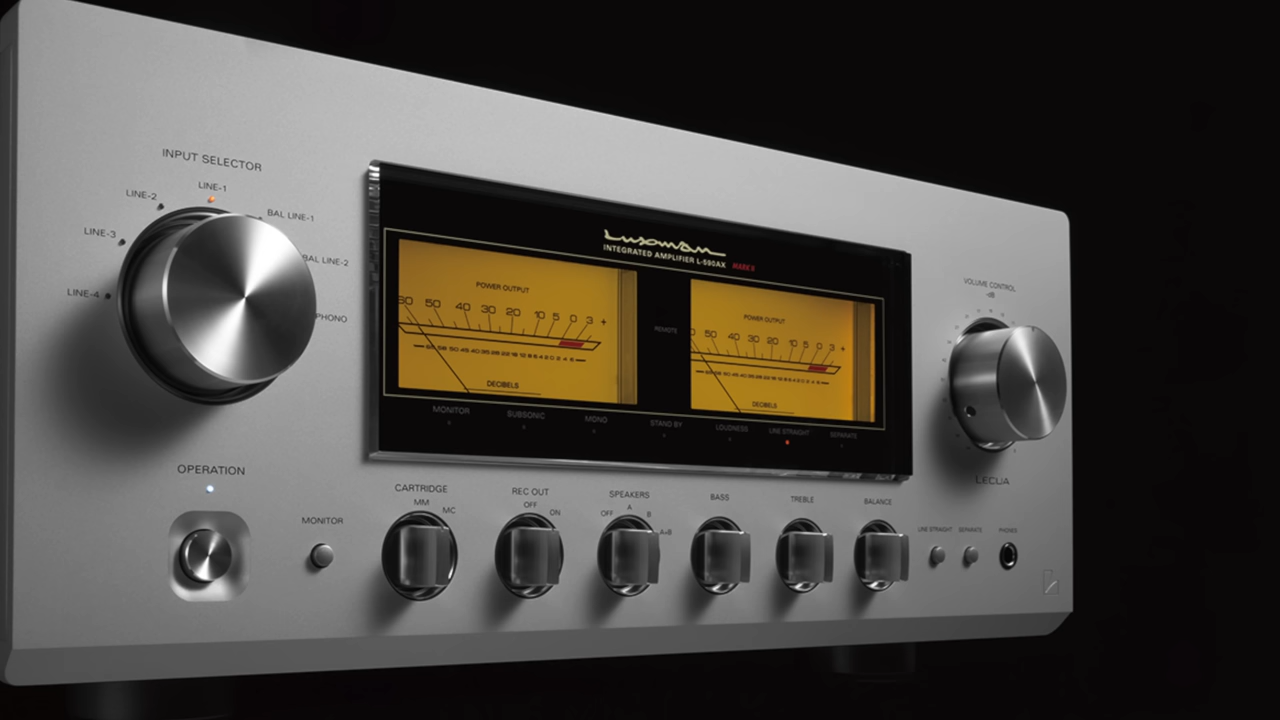 INPUT SELECTOR
LINE-1
LINE-2
BAL LINE-1
LINE-3
BAL LINE-2
LINE-4
PHONO
LUXMAN
INTEGRATED AMPLIFIER L-590AX MARK II
POWER OUTPUT
60 50 40 30 20 10 5 0 3 +
DECIBELS
REMOTE
POWER OUTPUT
50 40 30 20 10 5 0 3 +
DECIBELS
MONITOR
SUBSONIC
MONO
STAND BY
LOUDNESS
LINE STRAIGHT
SEPARATE
VOLUME CONTROL
-dB
LECUA
OPERATION
MONITOR
CARTRIDGE
MM
MC
REC OUT
OFF
ON
SPEAKERS
OFF
A
B
A+B
BASS
TREBLE
BALANCE
LINE STRAIGHT
SEPARATE
PHONES